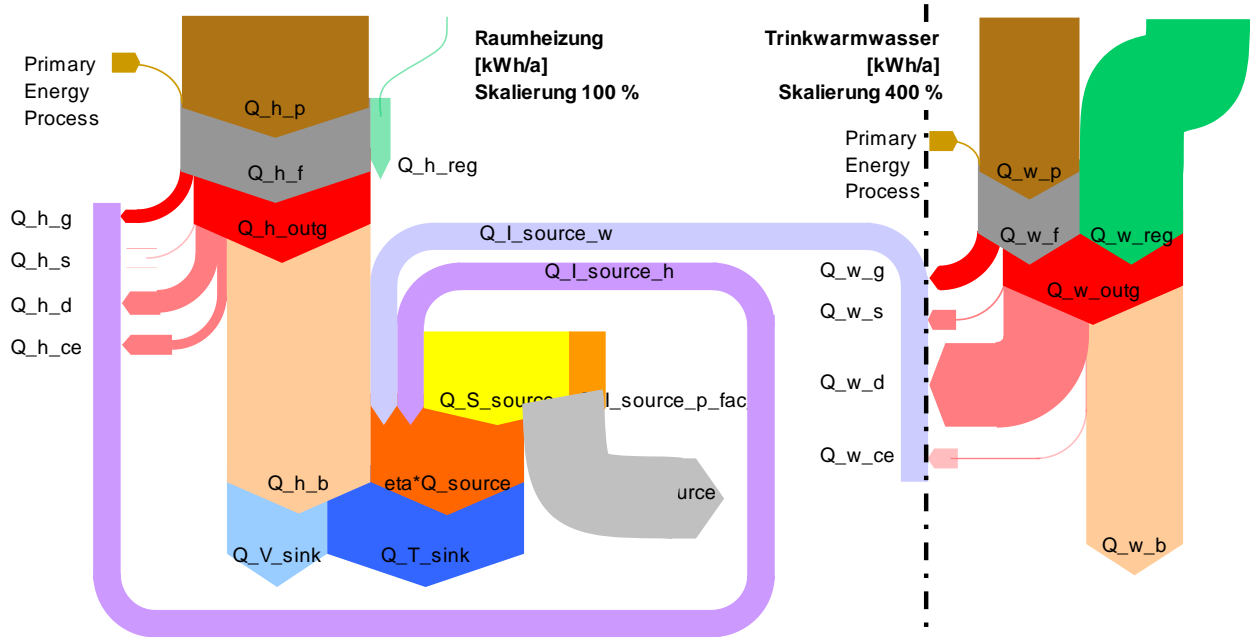 Primary
Energy
Process
Q_h_p
Q_h_f
Q_h_outg
Q_h_reg
Raumheizung
[kWh/a]
Skalierung 100 %
Q_h_g
Q_h_s
Q_h_d
Q_h_ce
Q_I_source_w
Q_I_source_h
Q_S_source
I_source_p_fac
Q_h_b
eta*Q_source
urce
Q_V_sink
Q_T_sink
Trinkwarmwasser
[kWh/a]
Skalierung 400 %
Primary
Energy
Process
Q_w_p
Q_w_f
Q_w_reg
Q_w_outg
Q_w_g
Q_w_s
Q_w_d
Q_w_ce
Q_w_b